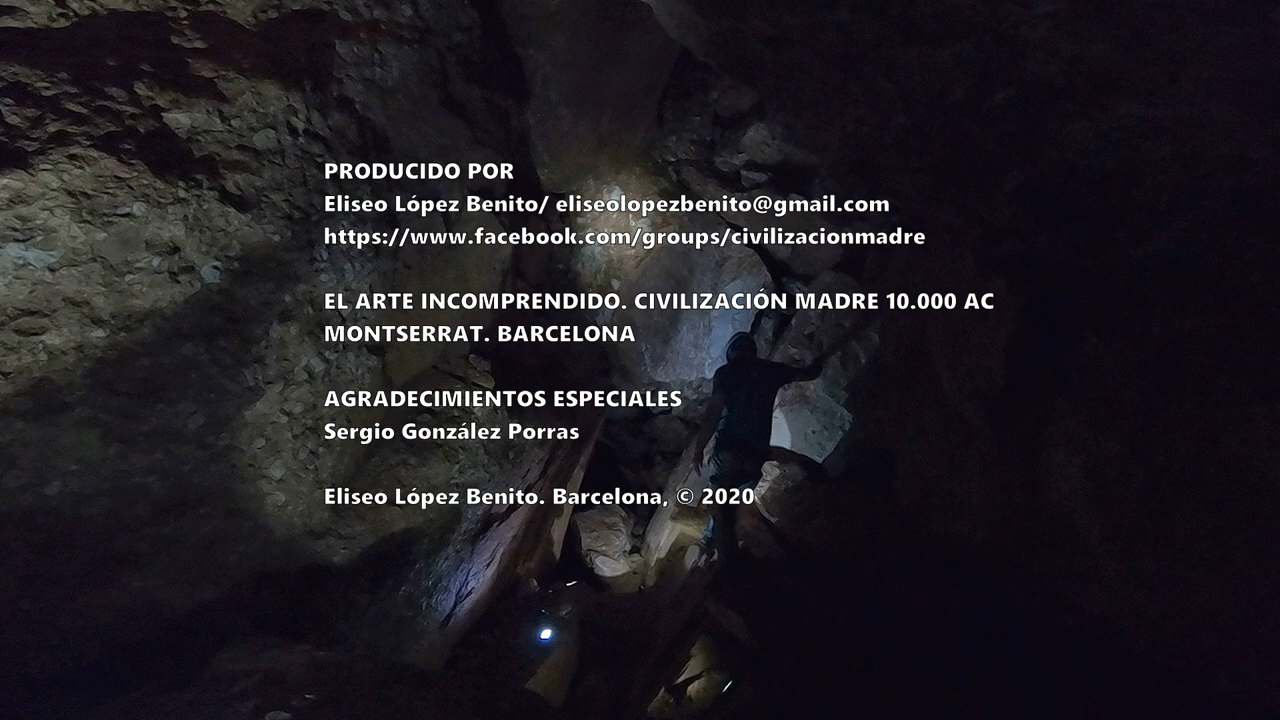 PRODUCIDO POR
Eliseo López Benito/ eliseolopezbenito@gmail.com
https://www.facebook.com/groups/civilizacionmadre
EL ARTE INCOMPRENDIDO. CIVILIZACIÓN MADRE 10.000 AC
MONTSERRAT. BARCELONA
AGRADECIMIENTOS ESPECIALES
Sergio González Porras
Eliseo López Benito. Barcelona, © 2020